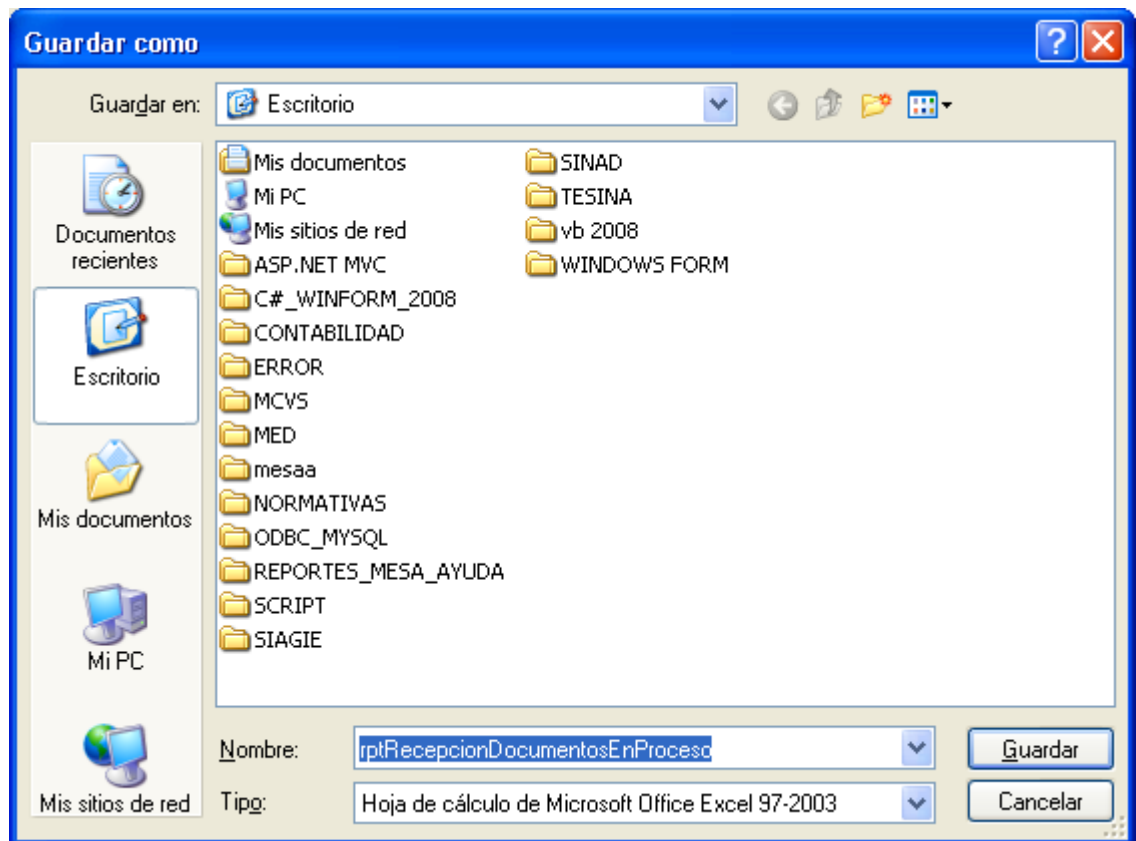 Guardar como
Guardar en:
Escritorio
Documentos
recientes
Escritorio
Mis documentos
Mi PC
Mis sitios de red
Mis documentos
Mi PC
Mis sitios de red
ASP.NET MVC
C#_WINFORM_2008
CONTABILIDAD
ERROR
MCVS
MED
mesaa
NORMATIVAS
ODBC_MYSQL
REPORTES_MESA_AYUDA
SCRIPT
SIAGIE
SINAD
TESINA
vb 2008
WINDOWS FORM
Nombre:
rptRecepcionDocumentosEnProceso
Guardar
Tipo:
Hoja de cálculo de Microsoft Office Excel 97-2003
Cancelar